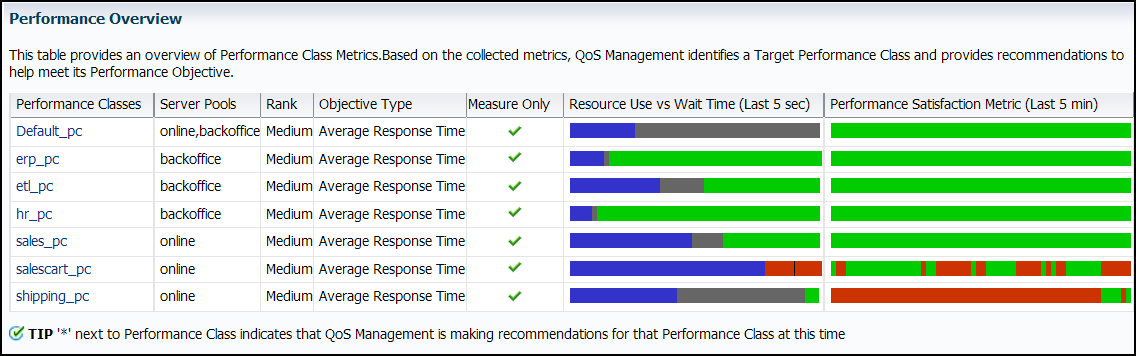 Performance Overview
This table provides an overview of Performance Class Metrics.Based on the collected metrics, QoS Management identifies a Target Performance Class and provides recommendations to
help meet its Performance Objective.
Performance Classes Server Pools Rank Objective Type Measure Only Resource Use vs Wait Time (Last 5 sec) Performance Satisfaction Metric (Last 5 min)
Default_pc online,backoffice Medium Average Response Time
erp_pc backoffice Medium Average Response Time
etl_pc backoffice Medium Average Response Time
hr_pc backoffice Medium Average Response Time
sales_pc online Medium Average Response Time
salescart_pc online Medium Average Response Time
shipping_pc online Medium Average Response Time
TIP '*' next to Performance Class indicates that QoS Management is making recommendations for that Performance Class at this time